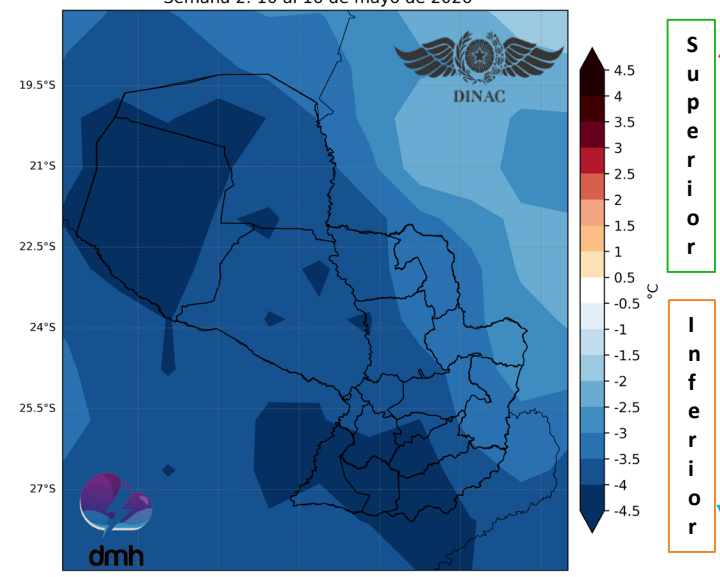 Semana 2: 10 al 16 de mayo de 2026
DINAC
19.5°S
21°S
22.5°S
24°S
25.5°S
27°S
dmh
4.5
4
3.5
3
2.5
2
1.5
1
0.5
-0.5
-1
-1.5
-2
-2.5
-3
-3.5
-4
-4.5
°C
S
u
p
e
r
i
o
r
I
n
f
e
r
i
o
r